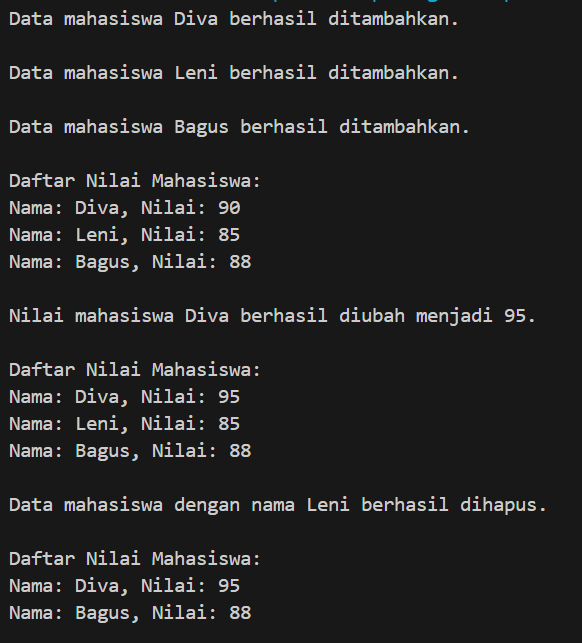 Data mahasiswa Diva berhasil ditambahkan.
Data mahasiswa Leni berhasil ditambahkan.
Data mahasiswa Bagus berhasil ditambahkan.
Daftar Nilai Mahasiswa:
Nama: Diva, Nilai: 90
Nama: Leni, Nilai: 85
Nama: Bagus, Nilai: 88
Nilai mahasiswa Diva berhasil diubah menjadi 95.
Daftar Nilai Mahasiswa:
Nama: Diva, Nilai: 95
Nama: Leni, Nilai: 85
Nama: Bagus, Nilai: 88
Data mahasiswa dengan nama Leni berhasil dihapus.
Daftar Nilai Mahasiswa:
Nama: Diva, Nilai: 95
Nama: Bagus, Nilai: 88